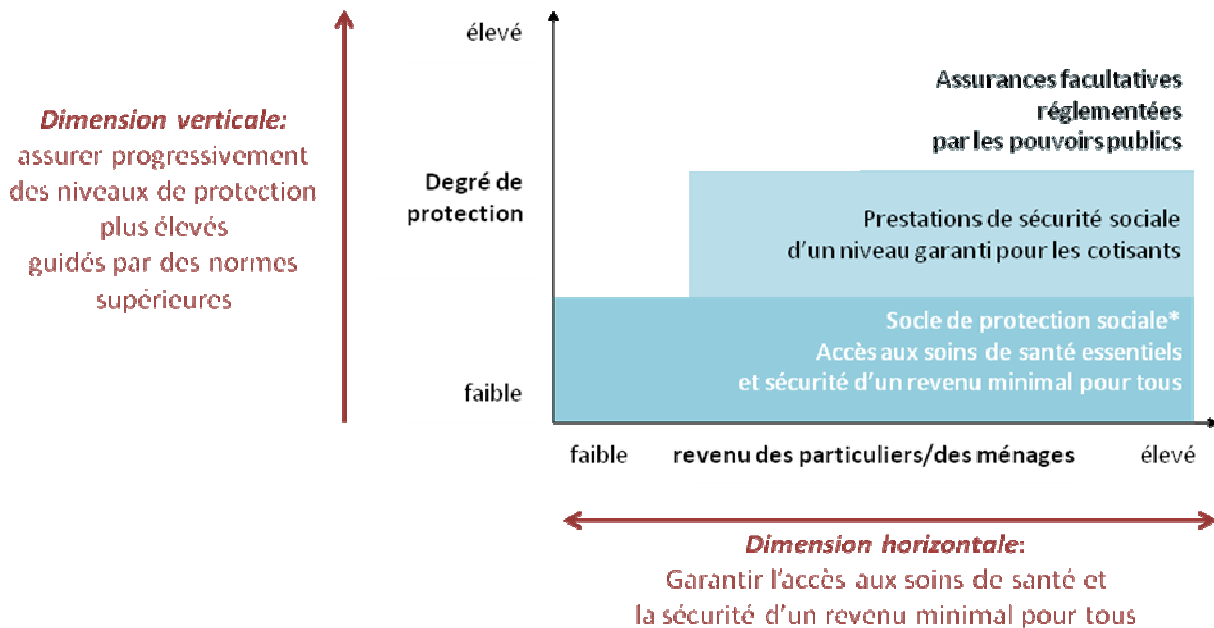 élevé
Assurances facultatives
réglementées
par les pouvoirs publics
Dimension verticale:
assurer progressivement
des niveaux de protection
plus élevés
guidés par des normes
supérieures
Degré de
protection
Prestations de sécurité sociale
d'un niveau garanti pour les cotisants
Socle de protection sociale*
Accès aux soins de santé essentiels
et sécurité d'un revenu minimal pour tous
faible
faible revenu des particuliers/des ménages élevé
Dimension horizontale:
Garantir l'accès aux soins de santé et
la sécurité d'un revenu minimal pour tous